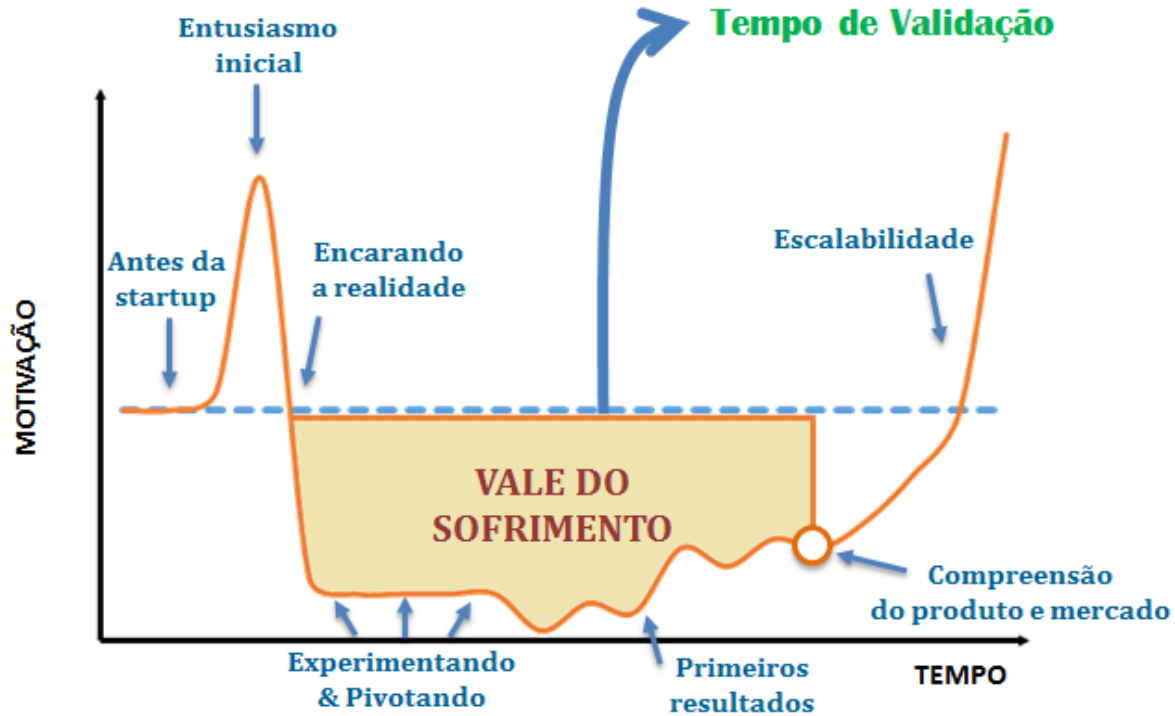 Tempo de Validação
Entusiasmo
inicial
Escalabilidade
Antes da
startup
Encarando
a realidade
MOTIVAÇÃO
VALE DO
SOFRIMENTO
Compreensão
do produto e mercado
Experimentando
& Pivotando
Primeiros
resultados
TEMPO